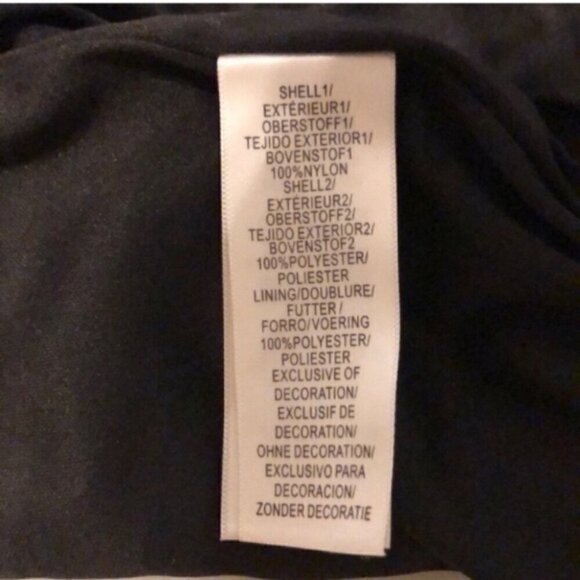 SHELL1/
EXTÉRIEUR1/
OBERSTOFF1/
TEJIDO EXTERIOR1/
BOVENSTOF1
100%NYLON
SHELL2/
EXTÉRIEUR2/
OBERSTOFF2/
TEJIDO EXTERIOR2/
BOVENSTOF2
100%POLYESTER/
POLIESTER
LINING/DOUBLURE/
FUTTER /
FORRO/VOERING
100%POLYESTER/
POLIESTER
EXCLUSIVE OF
DECORATION/
EXCLUSIF DE
DECORATION/
OHNE DECORATION/
EXCLUSIVO PARA
DECORACION/
ZONDER DECORATIE